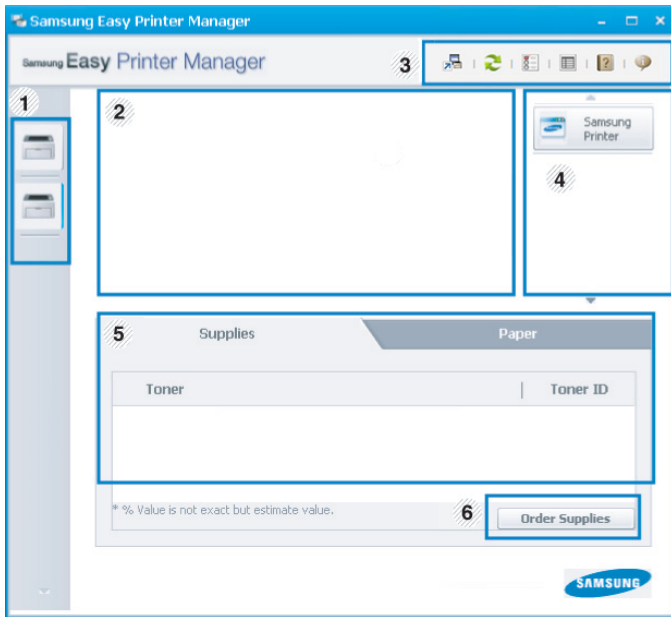 Samsung Easy Printer Manager
Samsung Easy Printer Manager
3
1
2
Samsung
Printer
4
5
Supplies
Paper
Toner
Toner ID
* % Value is not exact but estimate value.
6
Order Supplies
SAMSUNG